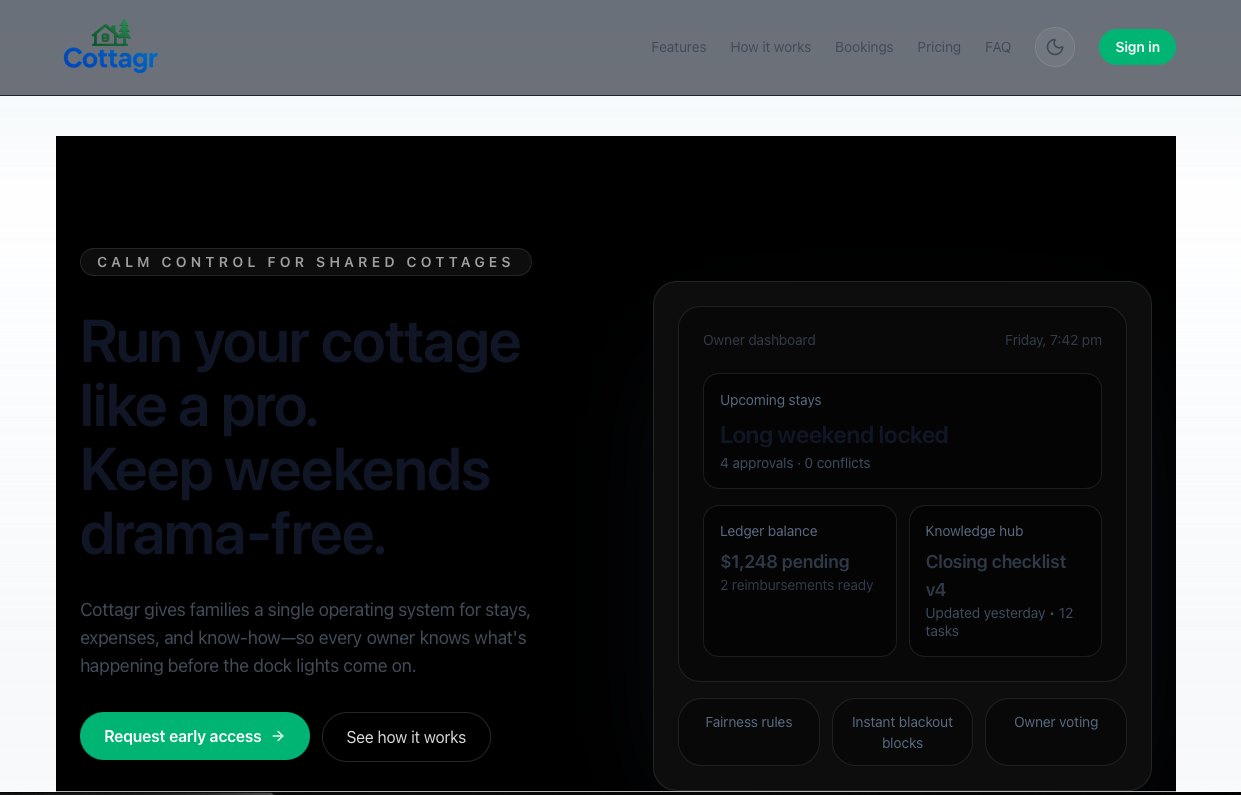 Cottagr
Features How it works Bookings Pricing FAQ Sign in
CALM CONTROL FOR SHARED COTTAGES
Run your cottage
like a pro.
Keep weekends
drama-free.
Cottagr gives families a single operating system for stays,
expenses, and know-how—so every owner knows what's
happening before the dock lights come on.
Request early access →
See how it works
Owner dashboard
Friday, 7:42 pm
Upcoming stays
Long weekend locked
4 approvals · 0 conflicts
Ledger balance
$1,248 pending
2 reimbursements ready
Knowledge hub
Closing checklist
v4
Updated yesterday • 12
tasks
Fairness rules
Instant blackout
blocks
Owner voting